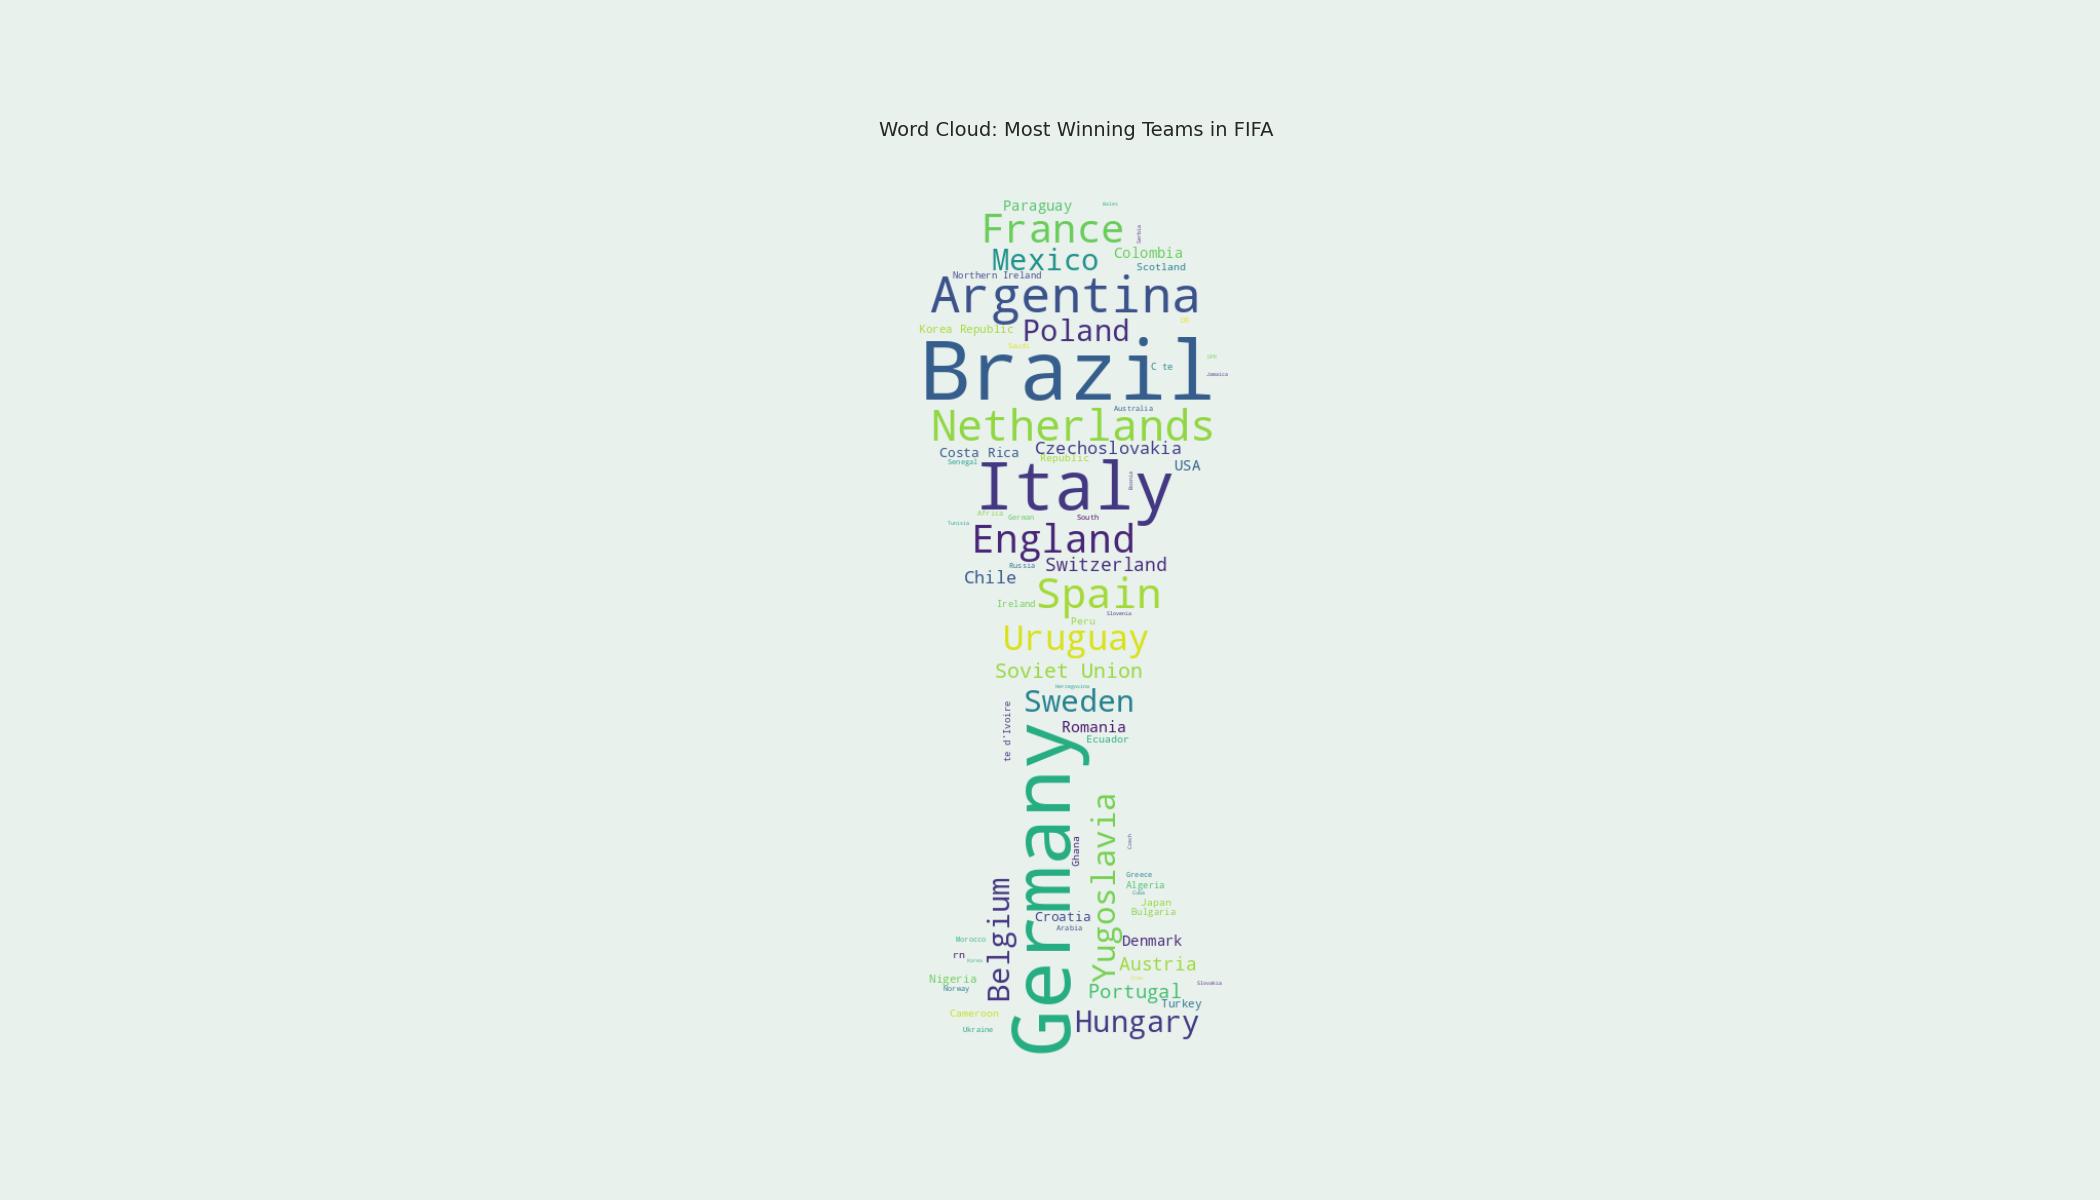 Word Cloud: Most Winning Teams in FIFA
Paraguay
Wales
France
Serbia
Mexico
Colombia
Scotland
Northern Ireland
Argentina
Korea Republic
Poland
Saudi
Brazil
C te
DPR
Jamaica
Australia
Netherlands
Costa Rica
Czechoslovakia
Republic
Senegal
USA
Italy
Bosnia
Africa
German
South
Tunisia
England
Russia
Switzerland
Chile
Spain
Ireland
Slovenia
Peru
Uruguay
Soviet Union
Herzegovina
Sweden
te d'Ivoire
Romania
Ecuador
Germany
Yugoslavia
Ghana
Czech
Greece
Algeria
Cuba
Japan
Bulgaria
Belgium
Croatia
Arabia
Morocco
Denmark
rn
Korea
Austria
Nigeria
Norway
Portugal
Slovakia
Turkey
Cameroon
Hungary
Ukraine